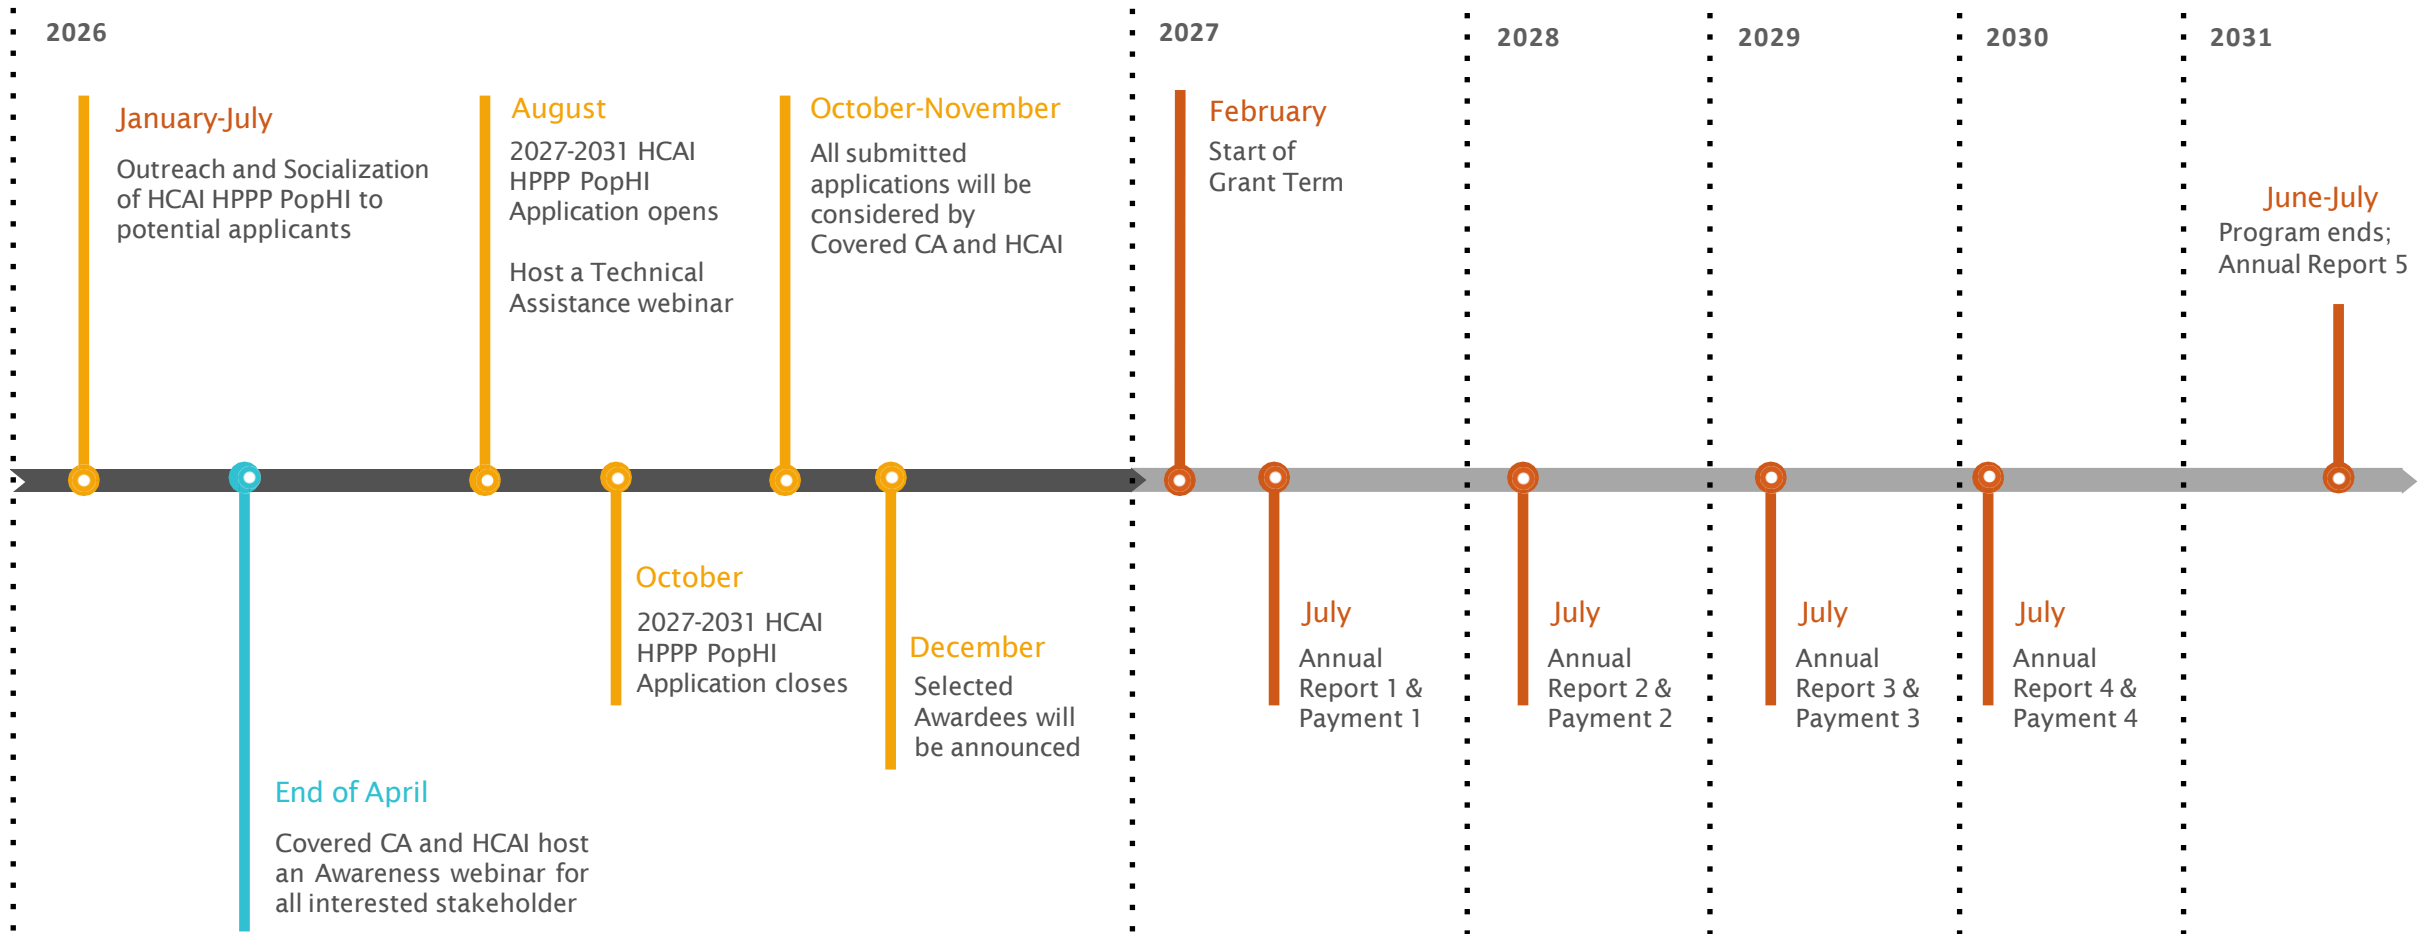 2026
January-July
Outreach and Socialization
of HCAI HPPP PopHI to
potential applicants
End of April
Covered CA and HCAI host
an Awareness webinar for
all interested stakeholder
August
2027-2031 HCAI
HPPP PopHI
Application opens
Host a Technical
Assistance webinar
October
2027-2031 HCAI
HPPP PopHI
Application closes
October-November
All submitted
applications will be
considered by
Covered CA and HCAI
December
Selected
Awardees will
be announced
2027
February
Start of
Grant Term
July
Annual
Report 1 &
Payment 1
2028
July
Annual
Report 2 &
Payment 2
2029
July
Annual
Report 3 &
Payment 3
2030
July
Annual
Report 4 &
Payment 4
2031
June-July
Program ends;
Annual Report 5